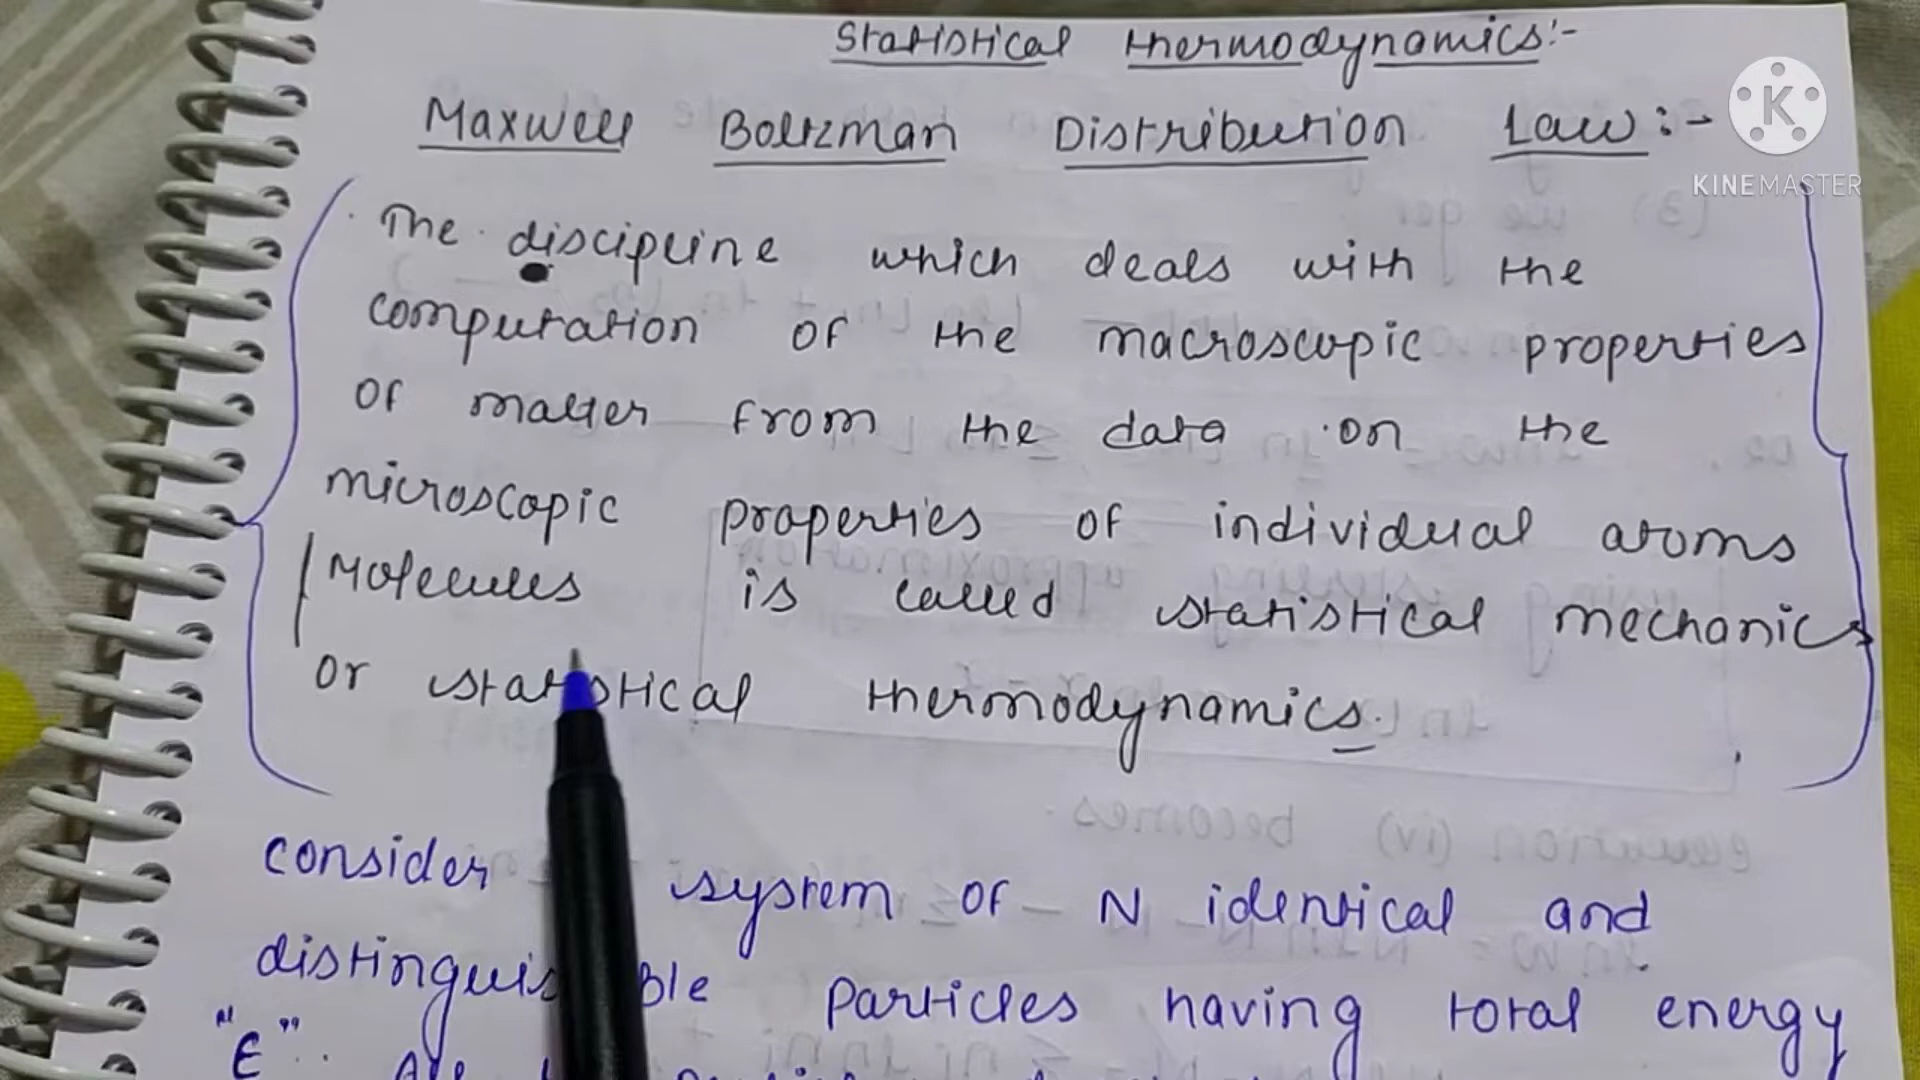 Statistical thermodynamics:-
Maxwell Boltzman Distribution Law :-
K
KINEMASTER
The discipline which deals with the
computation of the macroscopic properties
of matter from the data on the
microscopic properties of individual atoms
Molecules is called statistical mechanics
or statistical thermodynamics.
consider system of N identical and
distinguisable particles having total energy
"E".